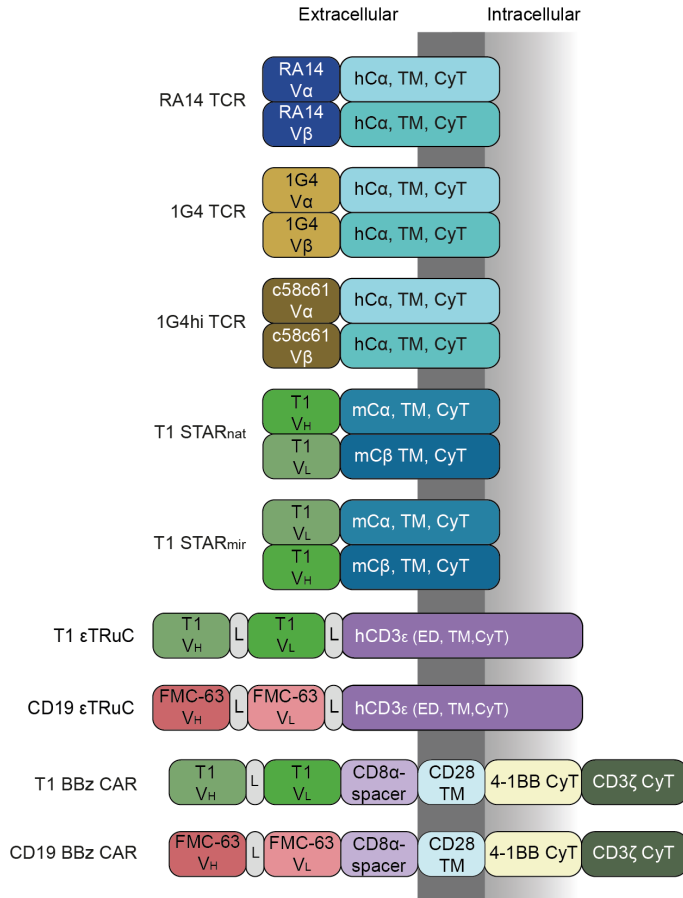 Extracellular Intracellular
RA14 TCR
RA14
Vα
hCα, TM, CyT
RA14
Vβ
hCα, TM, CyT
1G4 TCR
1G4
Vα
hCα, TM, CyT
1G4
Vβ
hCα, TM, CyT
1G4hi TCR
c58c61
Vα
hCα, TM, CyT
c58c61
Vβ
hCα, TM, CyT
T1 STARnat
T1
VH
mCα, TM, CyT
T1
VL
mCβ TM, CyT
T1 STARmir
T1
VL
mCα, TM, CyT
T1
VH
mCβ, TM, CyT
T1 εTRuC
T1
VH
L
T1
VL
L
hCD3ε (ED, TM,CyT)
CD19 εTRuC
FMC-63
VH
L
FMC-63
VL
L
hCD3ε (ED, TM,CyT)
T1 BBz CAR
T1
VH
L
T1
VL
CD8α-
spacer
CD28
TM
4-1BB CyT
CD3ζ CyT
CD19 BBz CAR
FMC-63
VH
L
FMC-63
VL
CD8α-
spacer
CD28
TM
4-1BB CyT
CD3ζ CyT